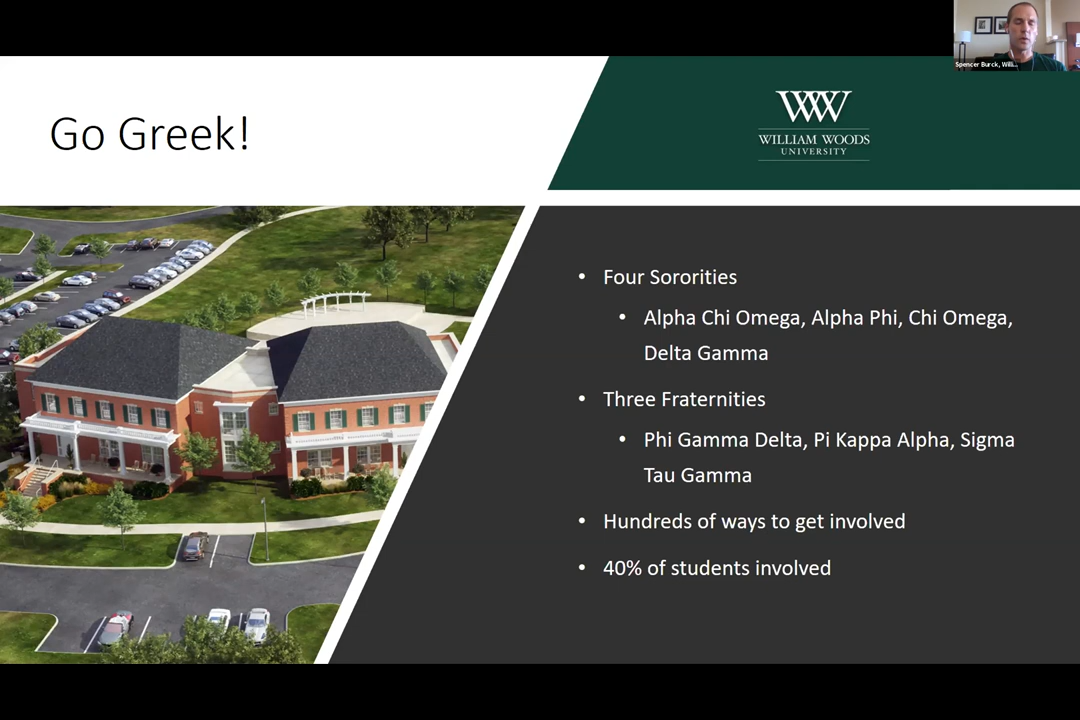 Spencer Burck, Willi...
Go Greek!
WW
WILLIAM WOODS
UNIVERSITY
• Four Sororities
• Alpha Chi Omega, Alpha Phi, Chi Omega,
Delta Gamma
• Three Fraternities
• Phi Gamma Delta, Pi Kappa Alpha, Sigma
Tau Gamma
• Hundreds of ways to get involved
• 40% of students involved